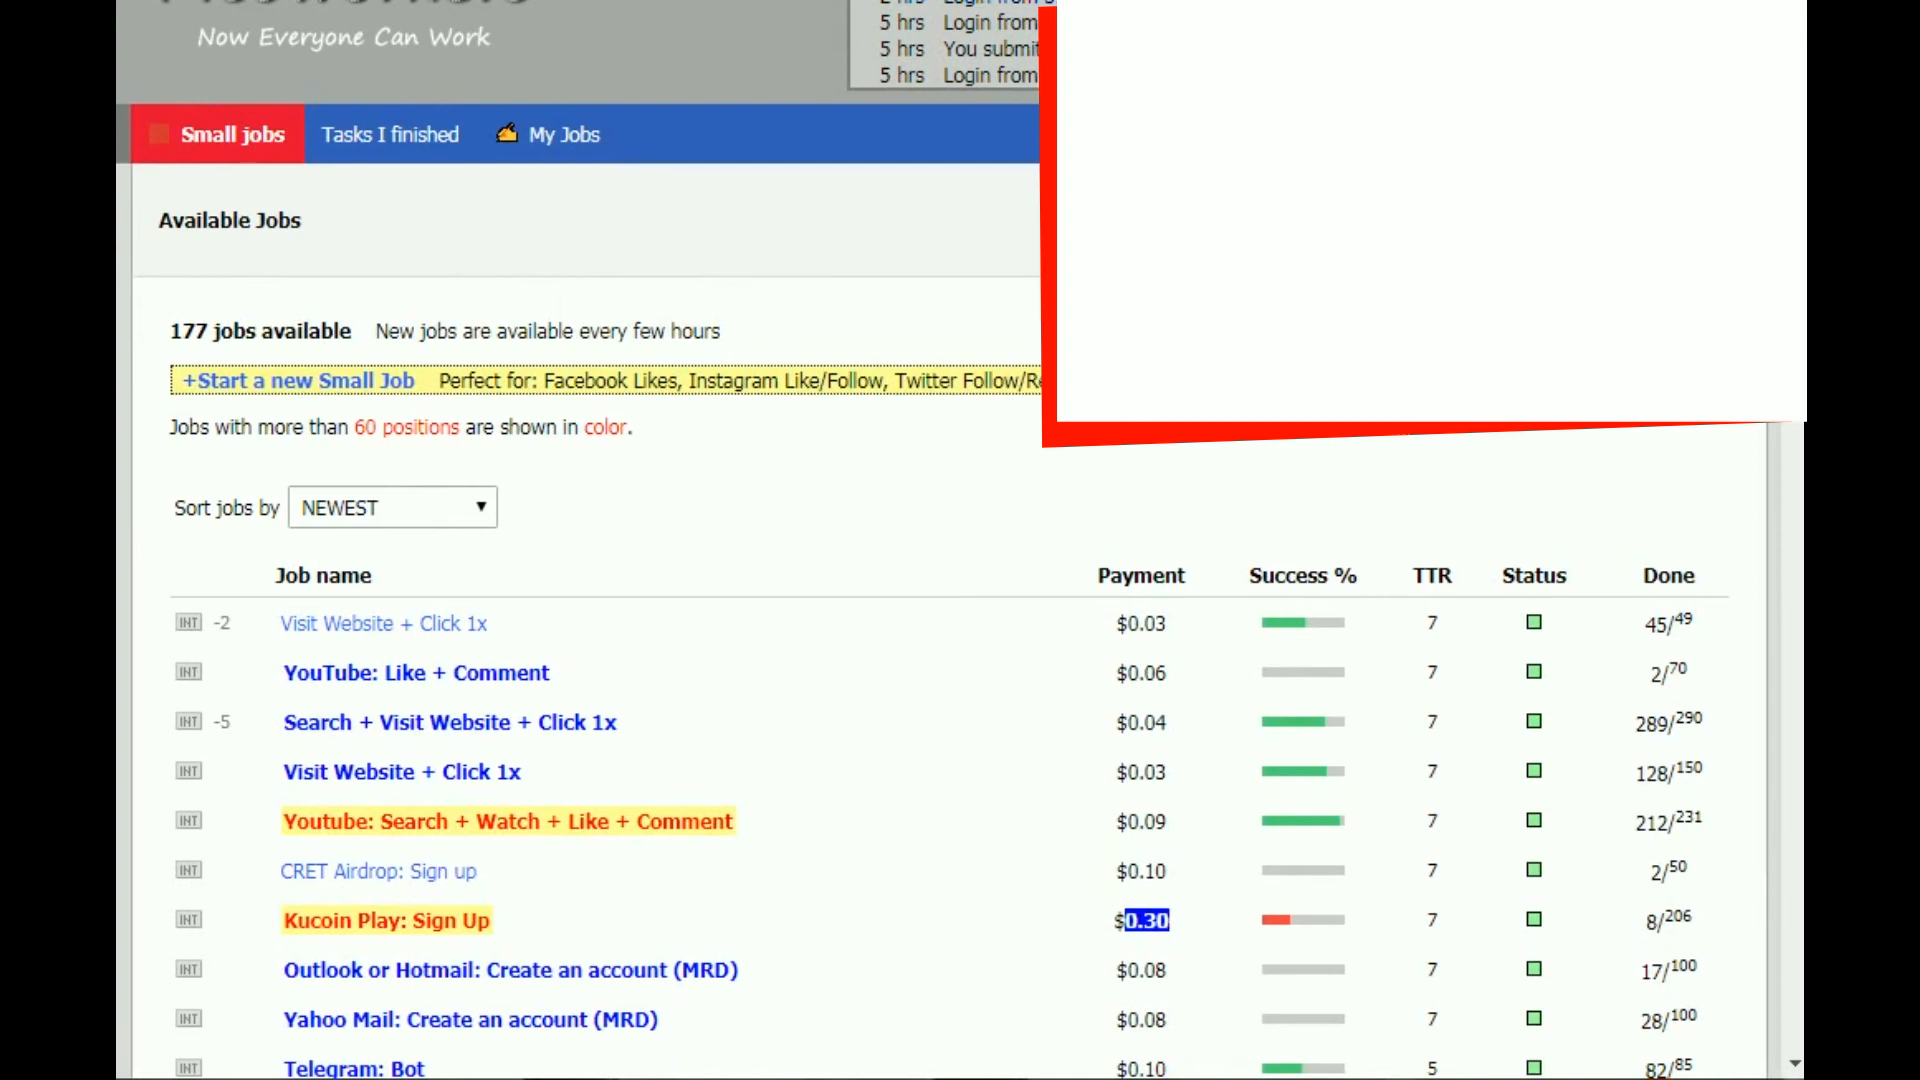 Now Everyone Can Work
5 hrs Login from
5 hrs You submit
5 hrs Login from
Small jobs Tasks I finished My Jobs
Available Jobs
177 jobs available New jobs are available every few hours
+Start a new Small Job Perfect for: Facebook Likes, Instagram Like/Follow, Twitter Follow/Re
Jobs with more than 60 positions are shown in color.
Sort jobs by NEWEST
Job name Payment Success % TTR Status Done
INT -2 Visit Website + Click 1x $0.03 7 45/49
INT YouTube: Like + Comment $0.06 7 2/70
INT -5 Search + Visit Website + Click 1x $0.04 7 289/290
INT Visit Website + Click 1x $0.03 7 128/150
INT Youtube: Search + Watch + Like + Comment $0.09 7 212/231
INT CRET Airdrop: Sign up $0.10 7 2/50
INT Kucoin Play: Sign Up $0.30 7 8/206
INT Outlook or Hotmail: Create an account (MRD) $0.08 7 17/100
INT Yahoo Mail: Create an account (MRD) $0.08 7 28/100
INT Telegram: Bot $0.10 5 82/85